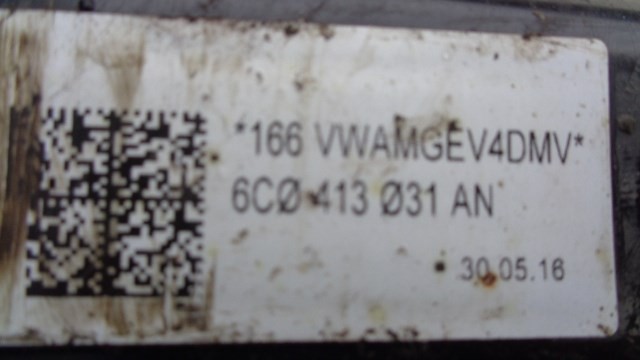 *166 VWAMGEV4DMV*
6CØ 413 Ø31 AN
30.05.16